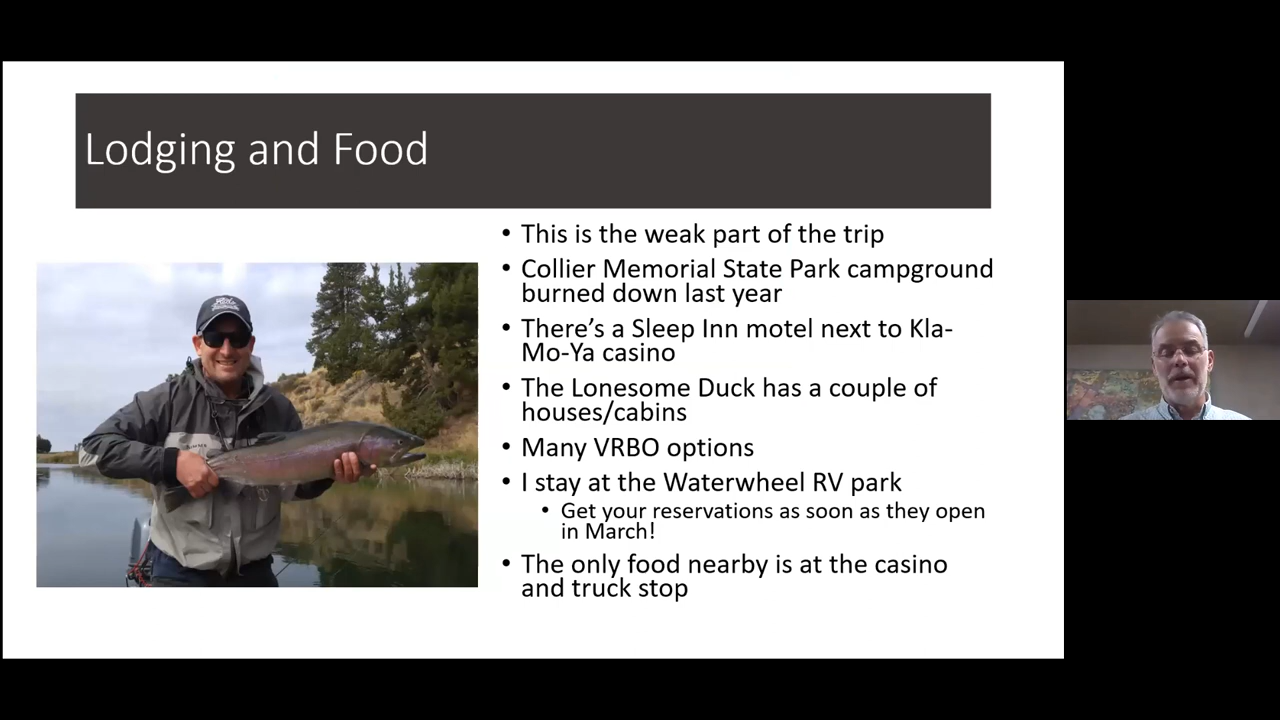 Lodging and Food
• This is the weak part of the trip
• Collier Memorial State Park campground
burned down last year
• There’s a Sleep Inn motel next to Kla-
Mo-Ya casino
• The Lonesome Duck has a couple of
houses/cabins
• Many VRBO options
• I stay at the Waterwheel RV park
• Get your reservations as soon as they open
in March!
• The only food nearby is at the casino
and truck stop